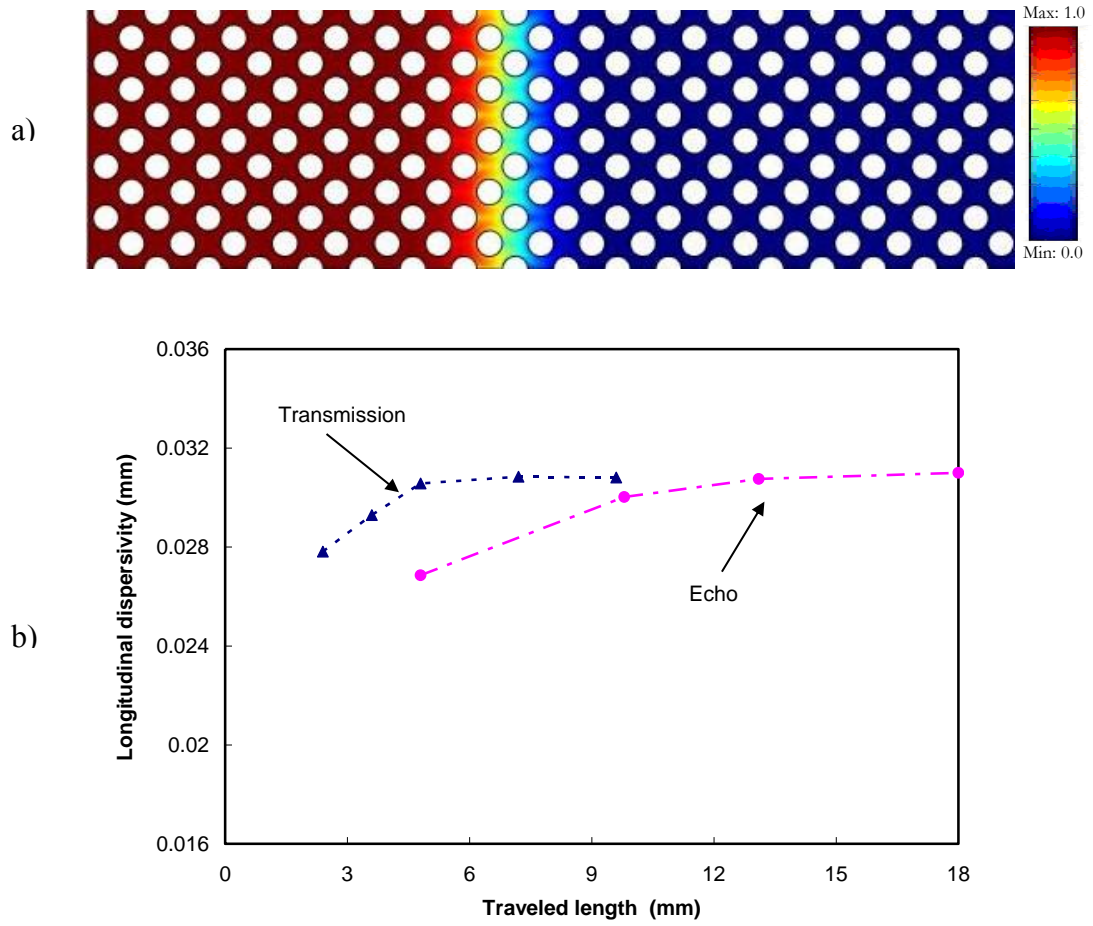 Max: 1.0
a)
Min: 0.0
b)
Longitudinal dispersivity (mm)
0.036
0.032
0.028
0.024
0.02
0.016
Transmission
Echo
0 3 6 9 12 15 18
Traveled length (mm)